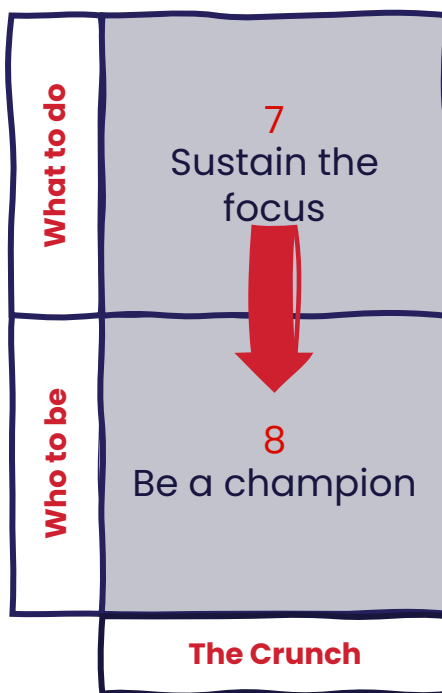 What to do
7
Sustain the
focus
Who to be
8
Be a champion
The Crunch